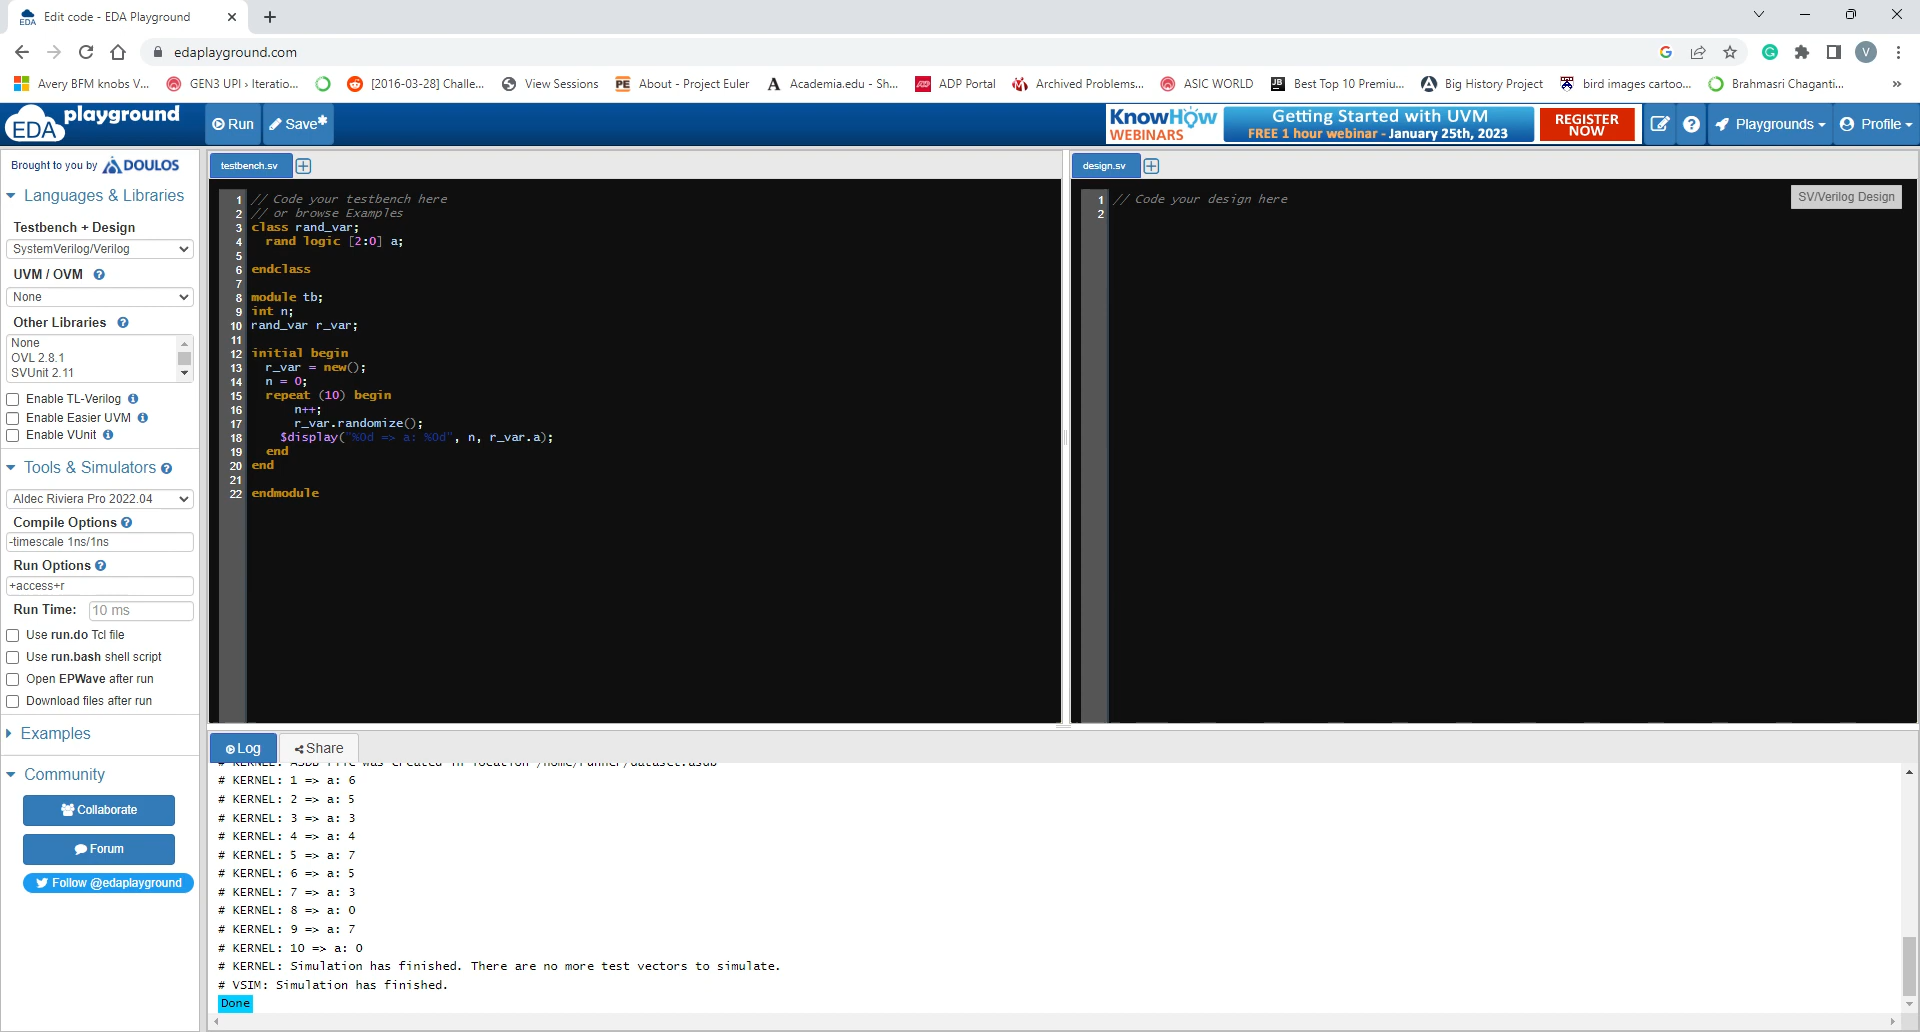 Edit code - EDA Playground
edaplayground.com
Avery BFM knobs V...
GEN3 UPI › Iteratio...
[2016-03-28] Challe...
View Sessions
PE About - Project Euler
A Academia.edu - Sh...
ADP Portal
Archived Problems...
ASIC WORLD
Best Top 10 Premiu...
Big History Project
bird images cartoo...
Brahmasri Chaganti...
»
EDA playground
Run
Save*
KnowHow WEBINARS
Getting Started with UVM
FREE 1 hour webinar - January 25th, 2023
REGISTER NOW
Playgrounds
Profile
Brought to you by DOULOS
Languages & Libraries
Testbench + Design
SystemVerilog/Verilog
UVM / OVM
None
Other Libraries
None
OVL 2.8.1
SVUnit 2.11
Enable TL-Verilog
Enable Easier UVM
Enable VUnit
Tools & Simulators
Aldec Riviera Pro 2022.04
Compile Options
-timescale 1ns/1ns
Run Options
+access+r
Run Time: 10 ms
Use run.do Tcl file
Use run.bash shell script
Open EPWave after run
Download files after run
Examples
Community
Collaborate
Forum
Follow @edaplayground
testbench.sv
1 // Code your testbench here
2 // or browse Examples
3 class rand_var;
4 rand logic [2:0] a;
5
6 endclass
7
8 module tb;
9 int n;
10 rand_var r_var;
11
12 initial begin
13 r_var = new();
14 n = 0;
15 repeat (10) begin
16 n++;
17 r_var.randomize();
18 $display("%0d => a: %0d", n, r_var.a);
19 end
20 end
21
22 endmodule
design.sv
1 // Code your design here
2
SV/Verilog Design
Log
Share
# KERNEL: ASDB file was created in location /home/runner/dataset.asdb
# KERNEL: 1 => a: 6
# KERNEL: 2 => a: 5
# KERNEL: 3 => a: 3
# KERNEL: 4 => a: 4
# KERNEL: 5 => a: 7
# KERNEL: 6 => a: 5
# KERNEL: 7 => a: 3
# KERNEL: 8 => a: 0
# KERNEL: 9 => a: 7
# KERNEL: 10 => a: 0
# KERNEL: Simulation has finished. There are no more test vectors to simulate.
# VSIM: Simulation has finished.
Done